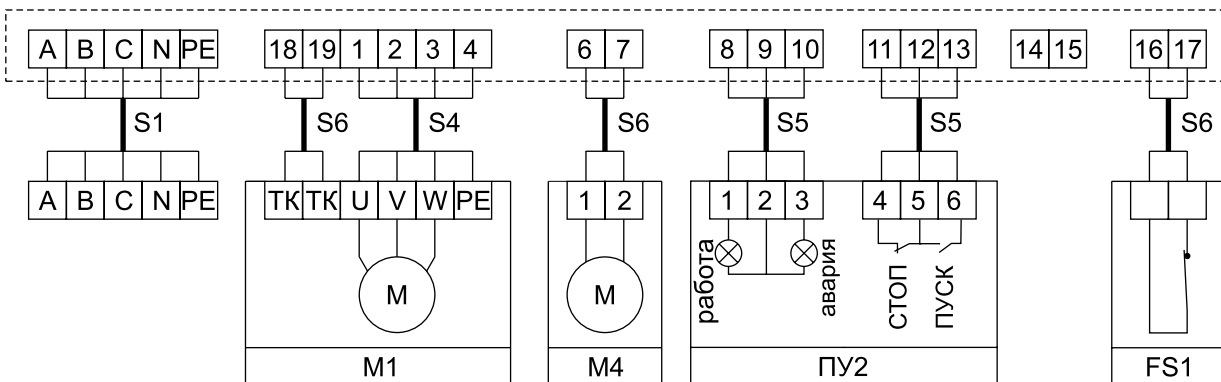 A B C N PE 18 19 1 2 3 4 6 7 8 9 10 11 12 13 14 15 16 17
S1 S6 S4 S6 S5 S5 S6
A B C N PE ТК ТК U V W PE 1 2 1 2 3 4 5 6
работа авария СТОП ПУСК
М М
М1 М4 ПУ2 FS1